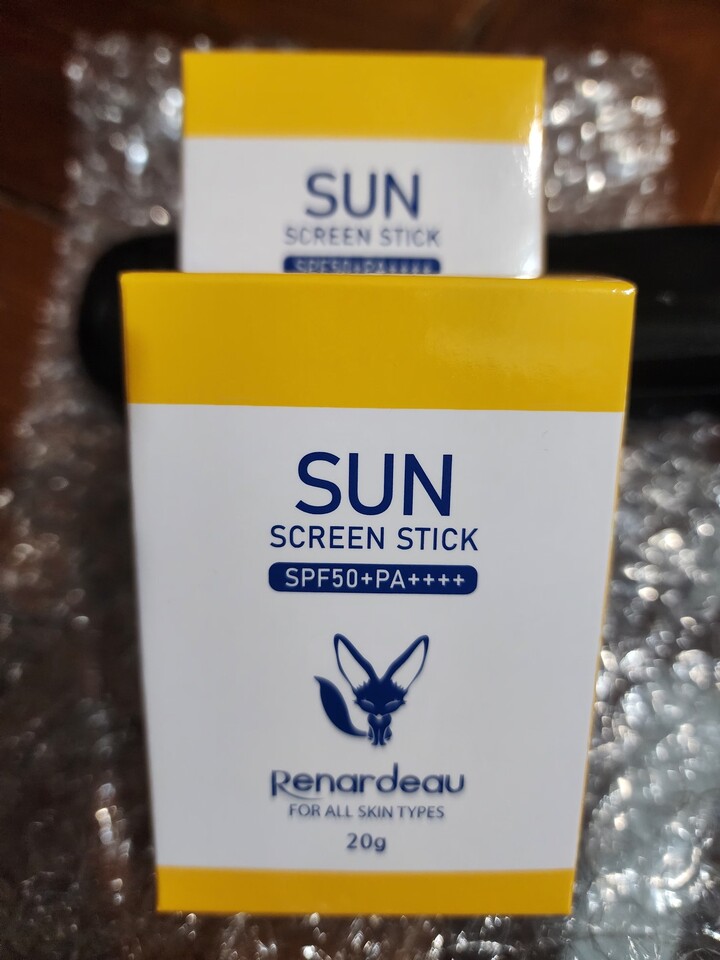 SUN
SCREEN STICK
SPF50+PA++++
SUN
SCREEN STICK
SPF50+PA++++
Renardeau
FOR ALL SKIN TYPES
20g